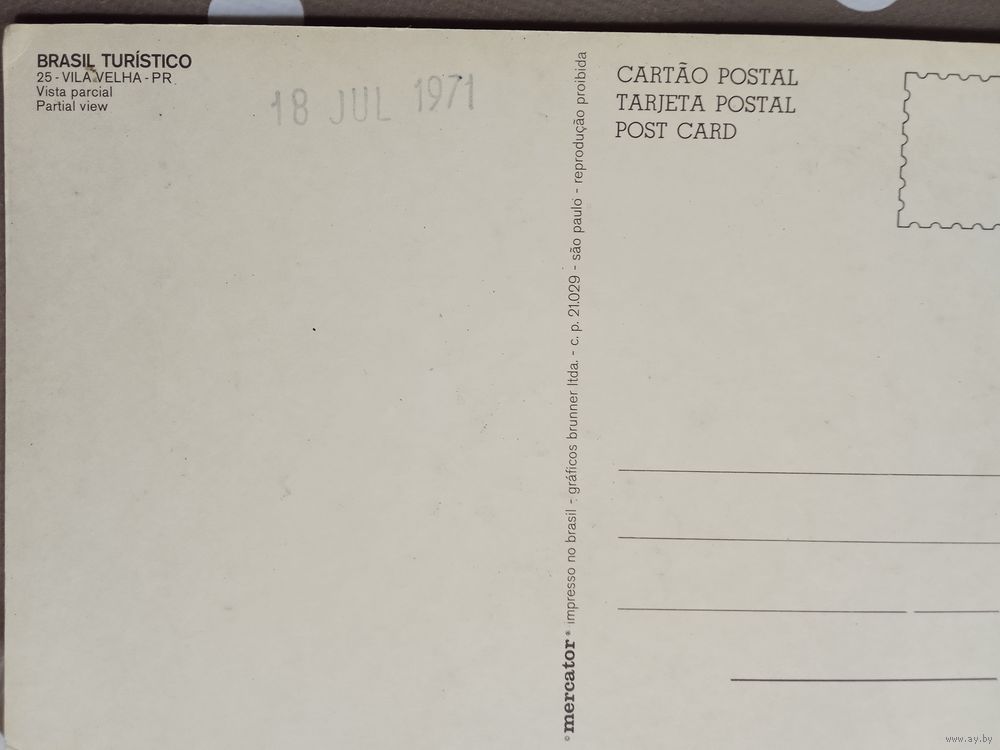 BRASIL TURÍSTICO
25 - VILA VELHA - PR
Vista parcial
Partial view
18 JUL 1971
mercator® impresso no brasil - gráficos brunner ltda. - c. p. 21.029 - são paulo - reprodução proibida
CARTÃO POSTAL
TARJETA POSTAL
POST CARD
www.ay.by